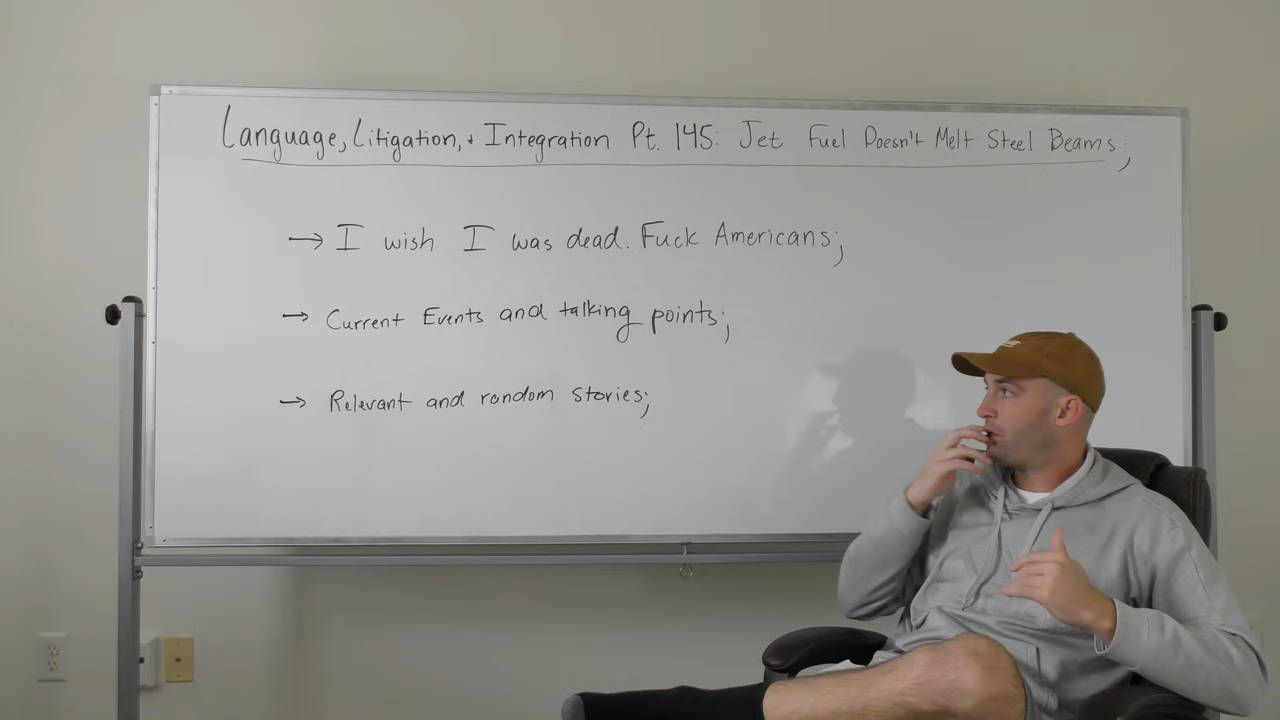 Language, Litigation, + Integration Pt. 145: Jet Fuel Doesn't Melt Steel Beams;
→ I wish I was dead. Fuck Americans;
→ Current Events and talking points;
→ Relevant and random stories;